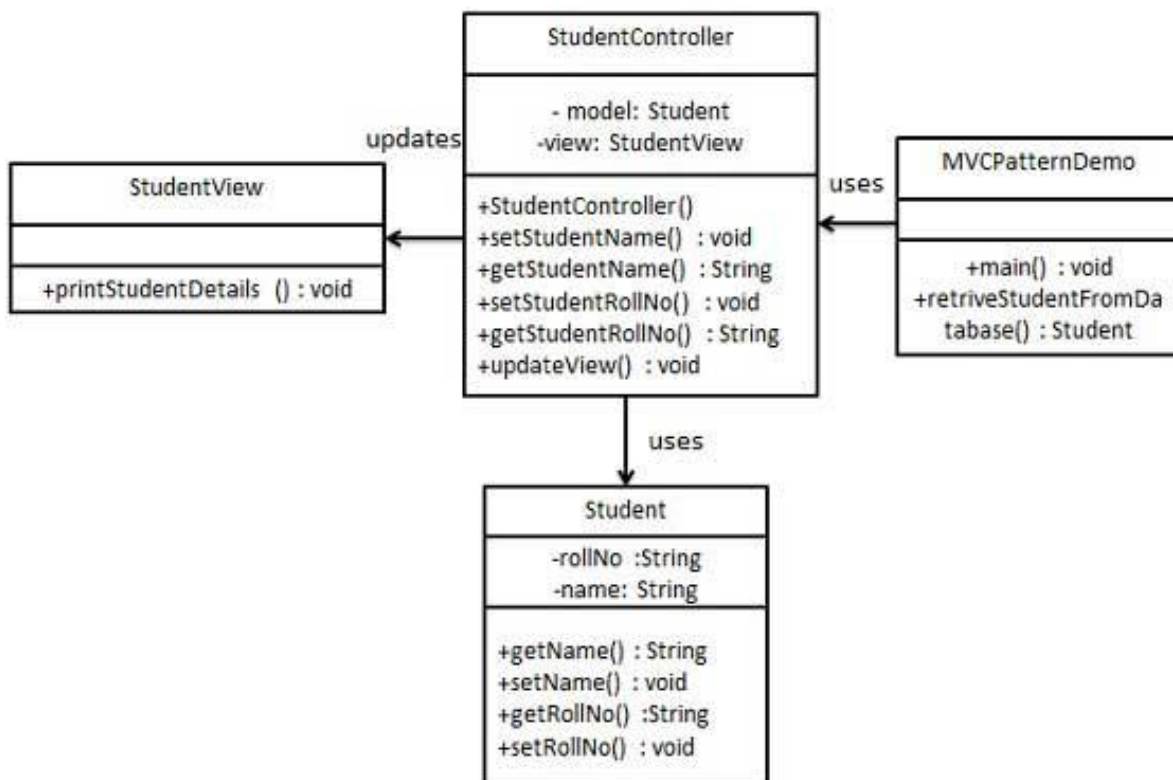 StudentController
- model: Student
-view: StudentView
+StudentController()
+setStudentName() : void
+getStudentName() : String
+setStudentRollNo() : void
+getStudentRollNo() : String
+updateView() : void
updates
StudentView
+printStudentDetails () : void
uses
MVCPatternDemo
+main() : void
+retriveStudentFromDa
tabase() : Student
uses
Student
-rollNo :String
-name: String
+getName() : String
+setName() : void
+getRollNo() :String
+setRollNo() : void